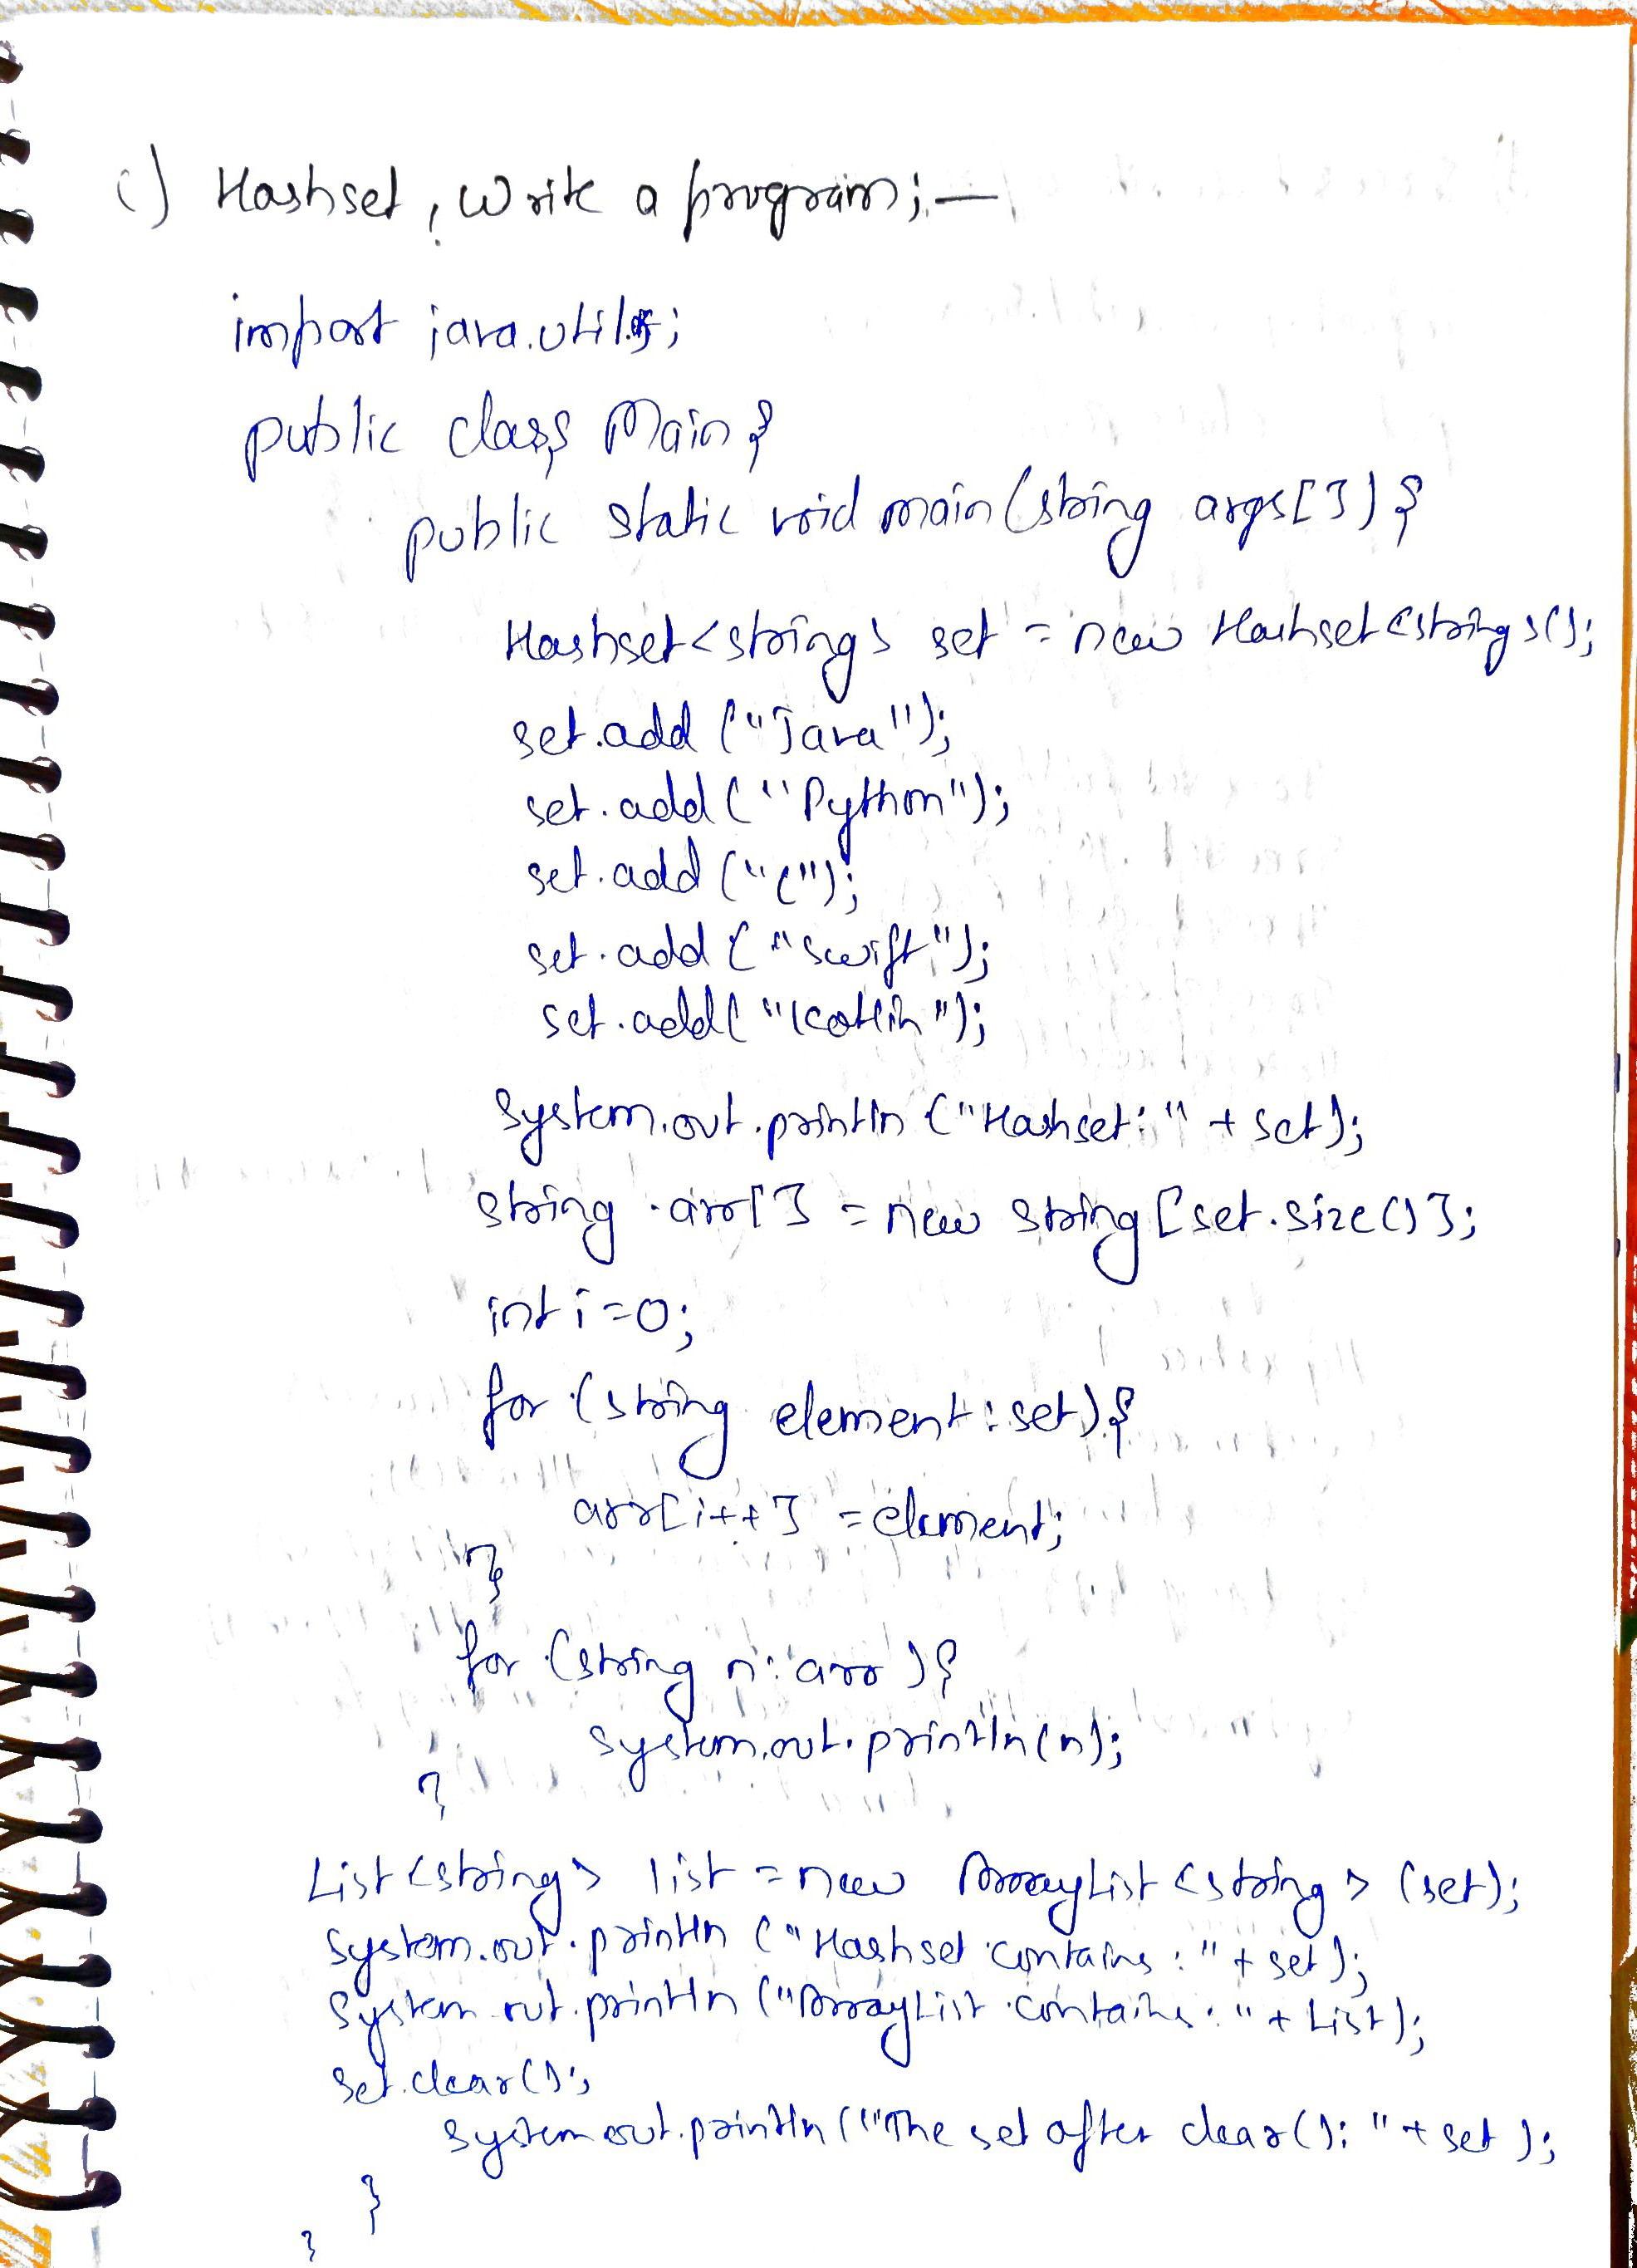 c) Hashset, Write a program;—
import java.util.*;
public class Main {
public static void main (string args[]) {
Hashset<string> set = new Hashset<string>();
set.add ("Java");
set.add ("Python");
set.add ("C");
set.add ("swift");
set.add( "Kotlin");
System.out.println ("Hashset: " + set);
string arr[] = new string [set.size()];
int i=0;
for (string element : set) {
arr[i++] = element;
}
for (string n : arr ) {
system.out.println(n);
}
List<string> list = new ArrayList <string> (set);
System.out.println ("Hashset contains : " + set );
System.out.println ("ArrayList contains : " + List);
set.clear();
System.out.println ("The set after clear(): " + set );
}
}